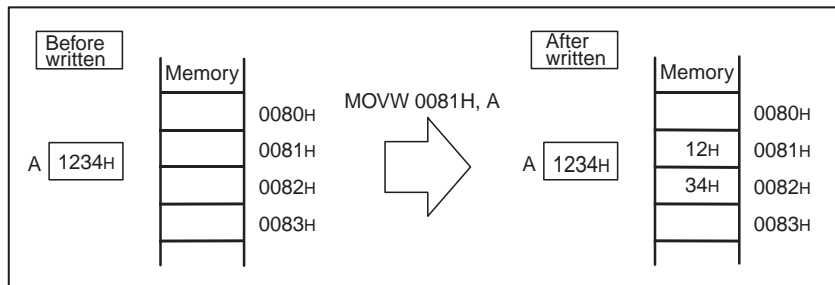 Before
written
Memory
0080H
0081H
0082H
0083H
A 1234H
MOVW 0081H, A
After
written
Memory
0080H
12H 0081H
34H 0082H
0083H
A 1234H